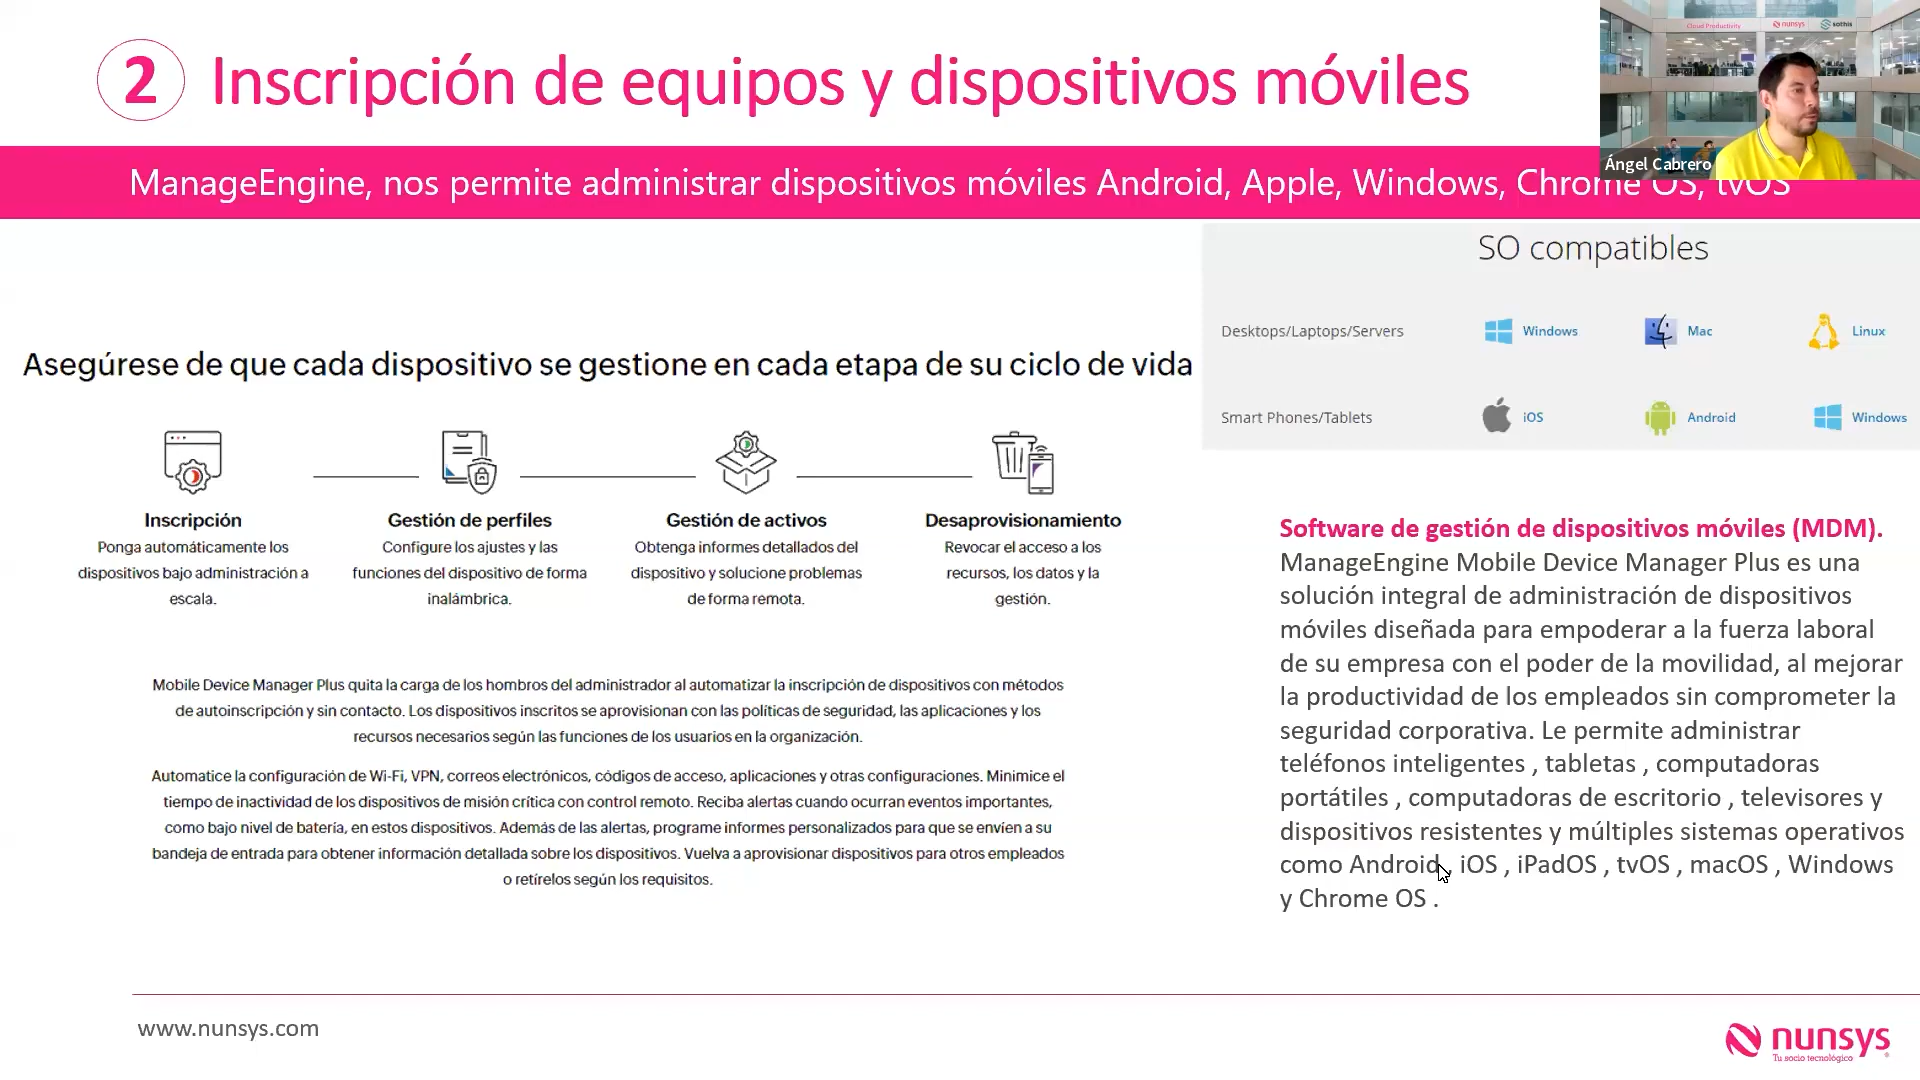 2
Inscripción de equipos y dispositivos móviles
Cloud Productivity
nunsys
sothis
Ángel Cabrero
ManageEngine, nos permite administrar dispositivos móviles Android, Apple, Windows, Chrome OS, tvOS
SO compatibles
Desktops/Laptops/Servers
Windows
Mac
Linux
Smart Phones/Tablets
iOS
Android
Windows
Asegúrese de que cada dispositivo se gestione en cada etapa de su ciclo de vida
Inscripción
Ponga automáticamente los
dispositivos bajo administración a
escala.
Gestión de perfiles
Configure los ajustes y las
funciones del dispositivo de forma
inalámbrica.
Gestión de activos
Obtenga informes detallados del
dispositivo y solucione problemas
de forma remota.
Desaprovisionamiento
Revocar el acceso a los
recursos, los datos y la
gestión.
Mobile Device Manager Plus quita la carga de los hombros del administrador al automatizar la inscripción de dispositivos con métodos
de autoinscripción y sin contacto. Los dispositivos inscritos se aprovisionan con las políticas de seguridad, las aplicaciones y los
recursos necesarios según las funciones de los usuarios en la organización.
Automatice la configuración de Wi-Fi, VPN, correos electrónicos, códigos de acceso, aplicaciones y otras configuraciones. Minimice el
tiempo de inactividad de los dispositivos de misión crítica con control remoto. Reciba alertas cuando ocurran eventos importantes,
como bajo nivel de batería, en estos dispositivos. Además de las alertas, programe informes personalizados para que se envíen a su
bandeja de entrada para obtener información detallada sobre los dispositivos. Vuelva a aprovisionar dispositivos para otros empleados
o retírelos según los requisitos.
Software de gestión de dispositivos móviles (MDM).
ManageEngine Mobile Device Manager Plus es una
solución integral de administración de dispositivos
móviles diseñada para empoderar a la fuerza laboral
de su empresa con el poder de la movilidad, al mejorar
la productividad de los empleados sin comprometer la
seguridad corporativa. Le permite administrar
teléfonos inteligentes , tabletas , computadoras
portátiles , computadoras de escritorio , televisores y
dispositivos resistentes y múltiples sistemas operativos
como Android , iOS , iPadOS , tvOS , macOS , Windows
y Chrome OS .
www.nunsys.com
nunsys
Tu socio tecnológico